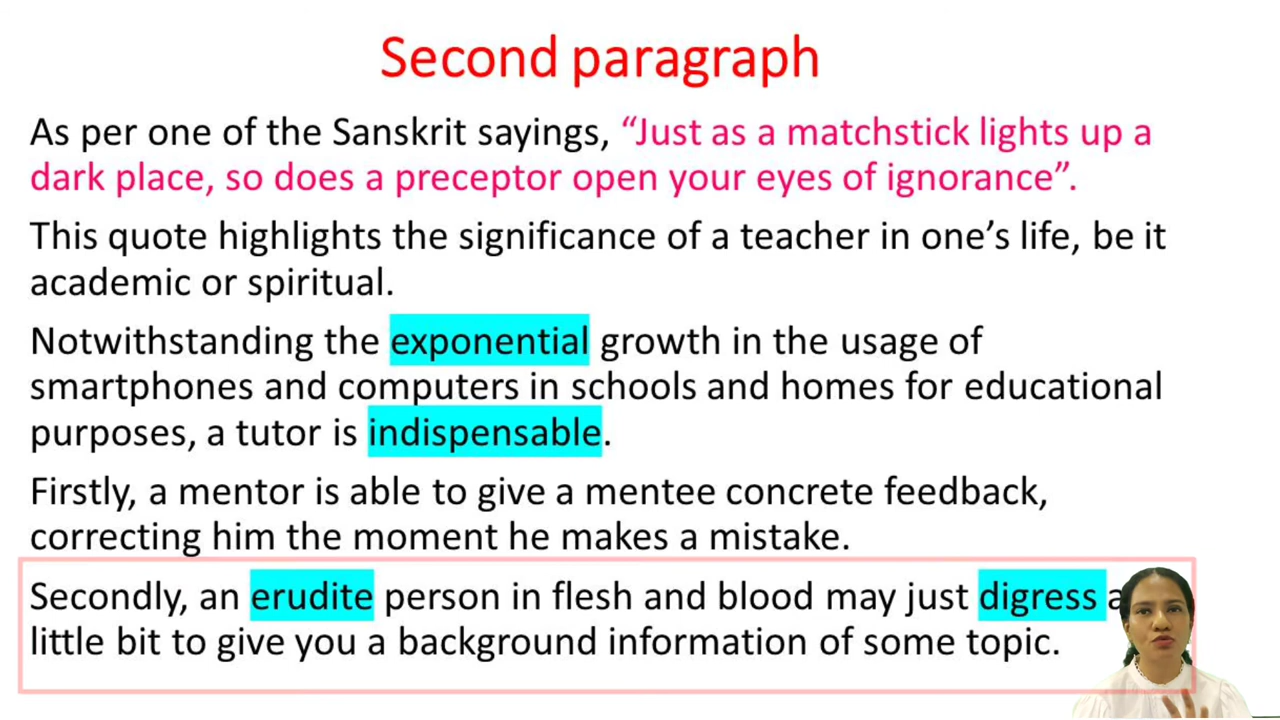 Second paragraph
As per one of the Sanskrit sayings, “Just as a matchstick lights up a
dark place, so does a preceptor open your eyes of ignorance”.
This quote highlights the significance of a teacher in one’s life, be it
academic or spiritual.
Notwithstanding the exponential growth in the usage of
smartphones and computers in schools and homes for educational
purposes, a tutor is indispensable.
Firstly, a mentor is able to give a mentee concrete feedback,
correcting him the moment he makes a mistake.
Secondly, an erudite person in flesh and blood may just digress a
little bit to give you a background information of some topic.